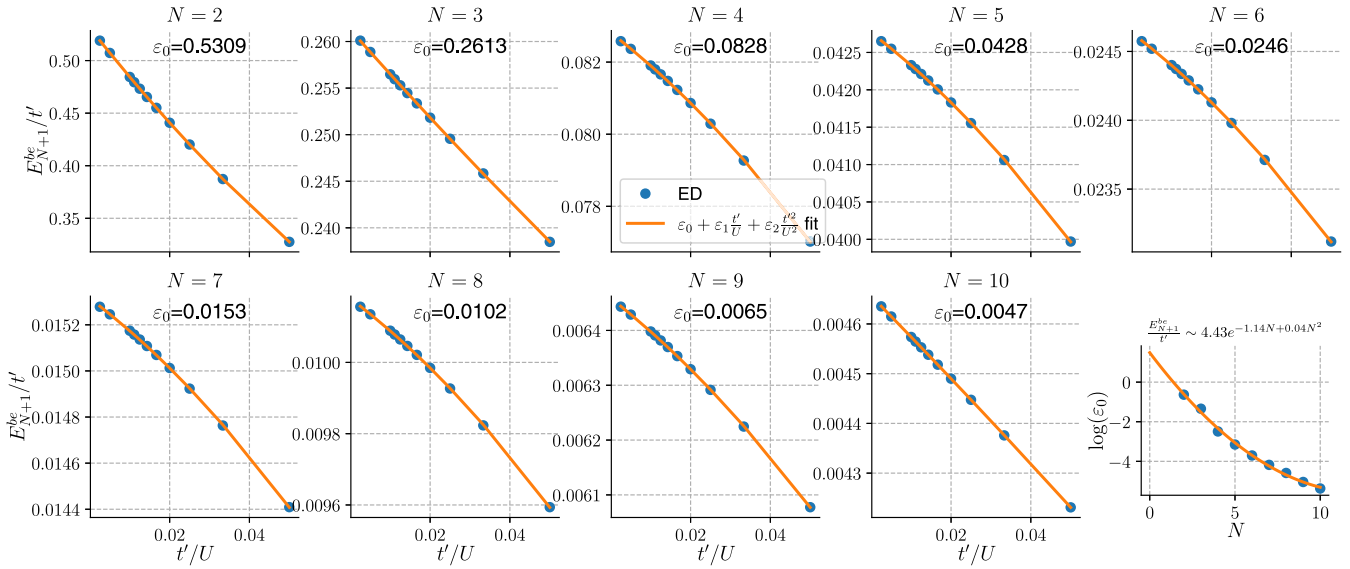 N = 2
N = 3
N = 4
N = 5
N = 6
ε₀=0.5309
ε₀=0.2613
ε₀=0.0828
ε₀=0.0428
ε₀=0.0246
E^{be}_{N+1}/t′
0.50
0.45
0.40
0.35
0.260
0.255
0.250
0.245
0.240
0.082
0.080
0.078
0.0425
0.0420
0.0415
0.0410
0.0405
0.0400
0.0245
0.0240
0.0235
ED
ε₀ + ε₁ t′/U + ε₂ t′²/U² fit
N = 7
N = 8
N = 9
N = 10
ε₀=0.0153
ε₀=0.0102
ε₀=0.0065
ε₀=0.0047
E^{be}_{N+1}/t′
0.0152
0.0150
0.0148
0.0146
0.0144
0.0100
0.0098
0.0096
0.0064
0.0063
0.0062
0.0061
0.0046
0.0045
0.0044
0.0043
0.02 0.04
0.02 0.04
0.02 0.04
0.02 0.04
t′/U
t′/U
t′/U
t′/U
E^{be}_{N+1}/t′ ∼ 4.43e^{−1.14N+0.04N²}
log(ε₀)
0
−2
−4
0 5 10
N